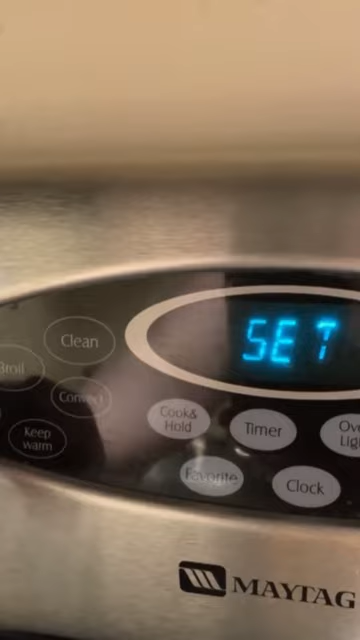 SET
Clean
Broil
Convect
Keep
warm
Cook&
Hold
Timer
Favorite
Clock
MAYTAG